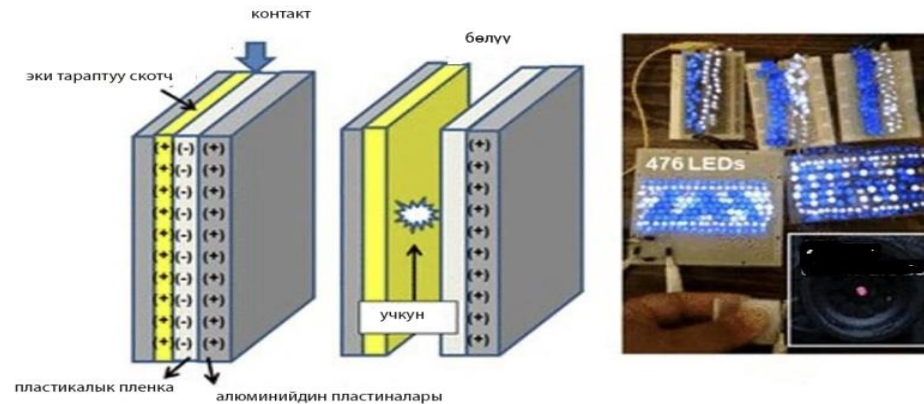 контакт
бөлүү
эки тараптуу скотч
(+) (-) (+) (+)
(+) (-) (+) (+)
(+) (-) (+) (+)
(+) (-) (+) (+)
(+) (-) (+) (+)
(+) (-) (+) (+)
(+) (-) (+) (+)
(+) (-) (+) (+)
(+) (-) (+) (+)
476 LEDs
учкун
пластикалык пленка
алюминийдин пластиналары